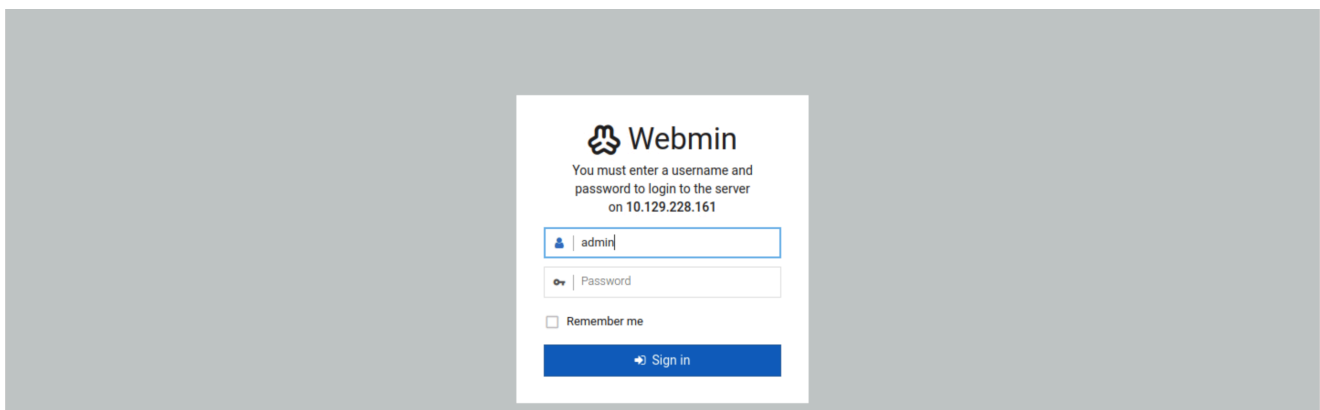 Webmin
You must enter a username and
password to login to the server
on 10.129.228.161
admin
Password
Remember me
Sign in